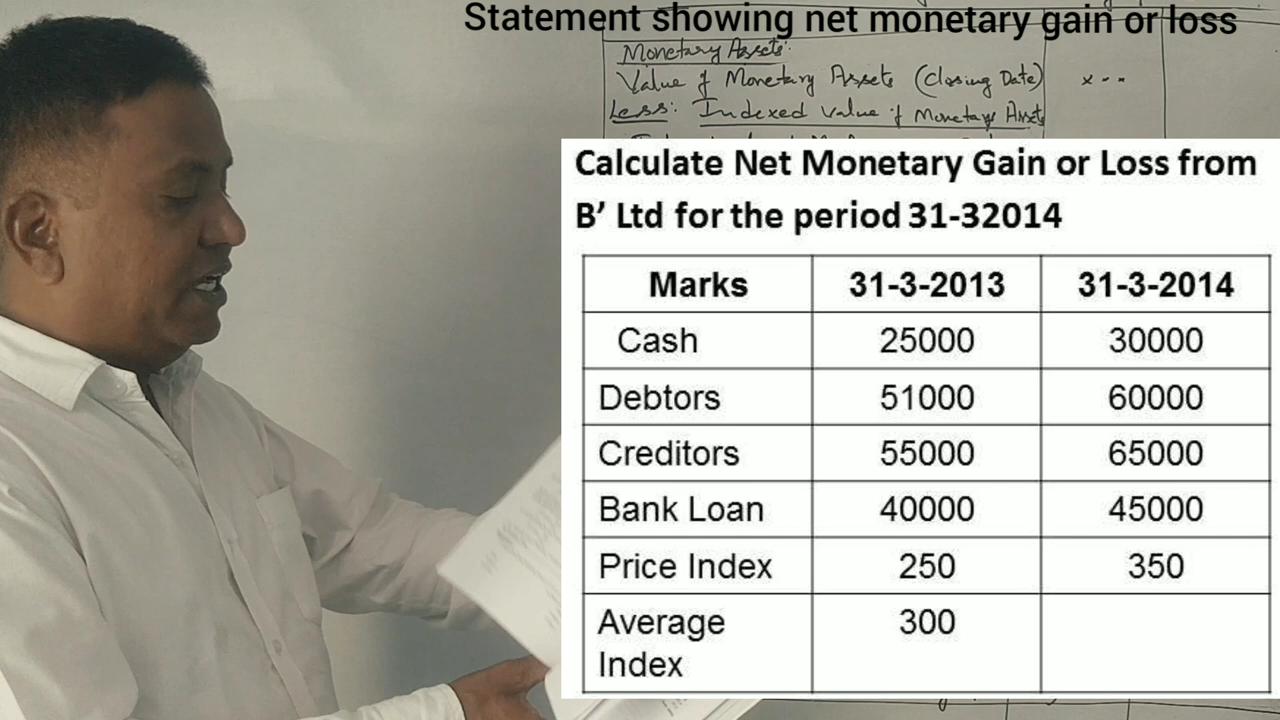 Statement showing net monetary gain or loss
Monetary Assets:
Value of Monetary Assets (Closing Date) x--
Less: Indexed value of Monetary Assets
Calculate Net Monetary Gain or Loss from
B’ Ltd for the period 31-32014
Marks 31-3-2013 31-3-2014
Cash 25000 30000
Debtors 51000 60000
Creditors 55000 65000
Bank Loan 40000 45000
Price Index 250 350
Average 300
Index